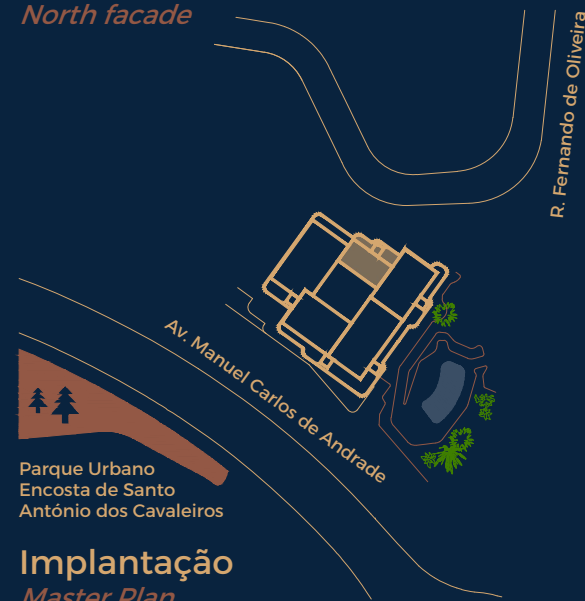 North facade
R. Fernando de Oliveira
Av. Manuel Carlos de Andrade
Parque Urbano
Encosta de Santo
António dos Cavaleiros
Implantação
Master Plan